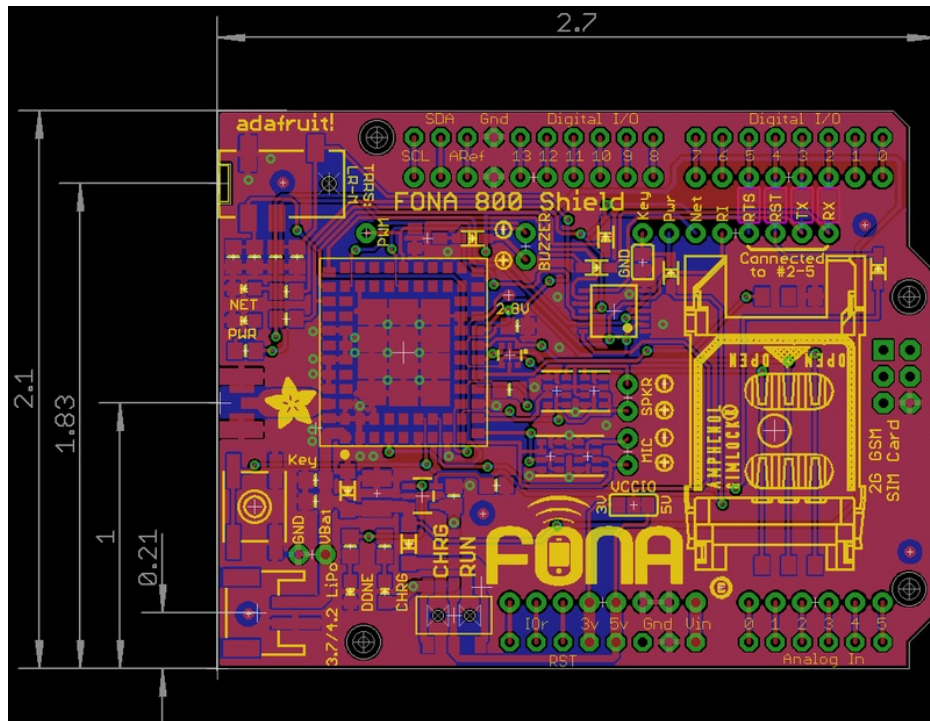 2.7
adafruit!
SDA Gnd Digital I/O Digital I/O
SCL ARef 13 12 11 10 9 8 7 6 5 4 3 2 1 0
TRRS:
LR-M
FONA 800 Shield
Key Pwr Net RI RTS RST TX RX
PWM
BUZZER
GND
Connected
to #2-5
NET
PWR
2.8V
OPEN OPEN
2.1
1.83
SPKR
MIC
AMPHENOL
SIMLOCK®
2G GSM
SIM Card
Key
VCCIO
3V 5V
1
GND
VBat
CHRG
RUN
FONA
0.21
3.7/4.2 LiPo
DONE
CHRG
IOr 3v 5v Gnd Vin 0 1 2 3 4 5
RST Analog In